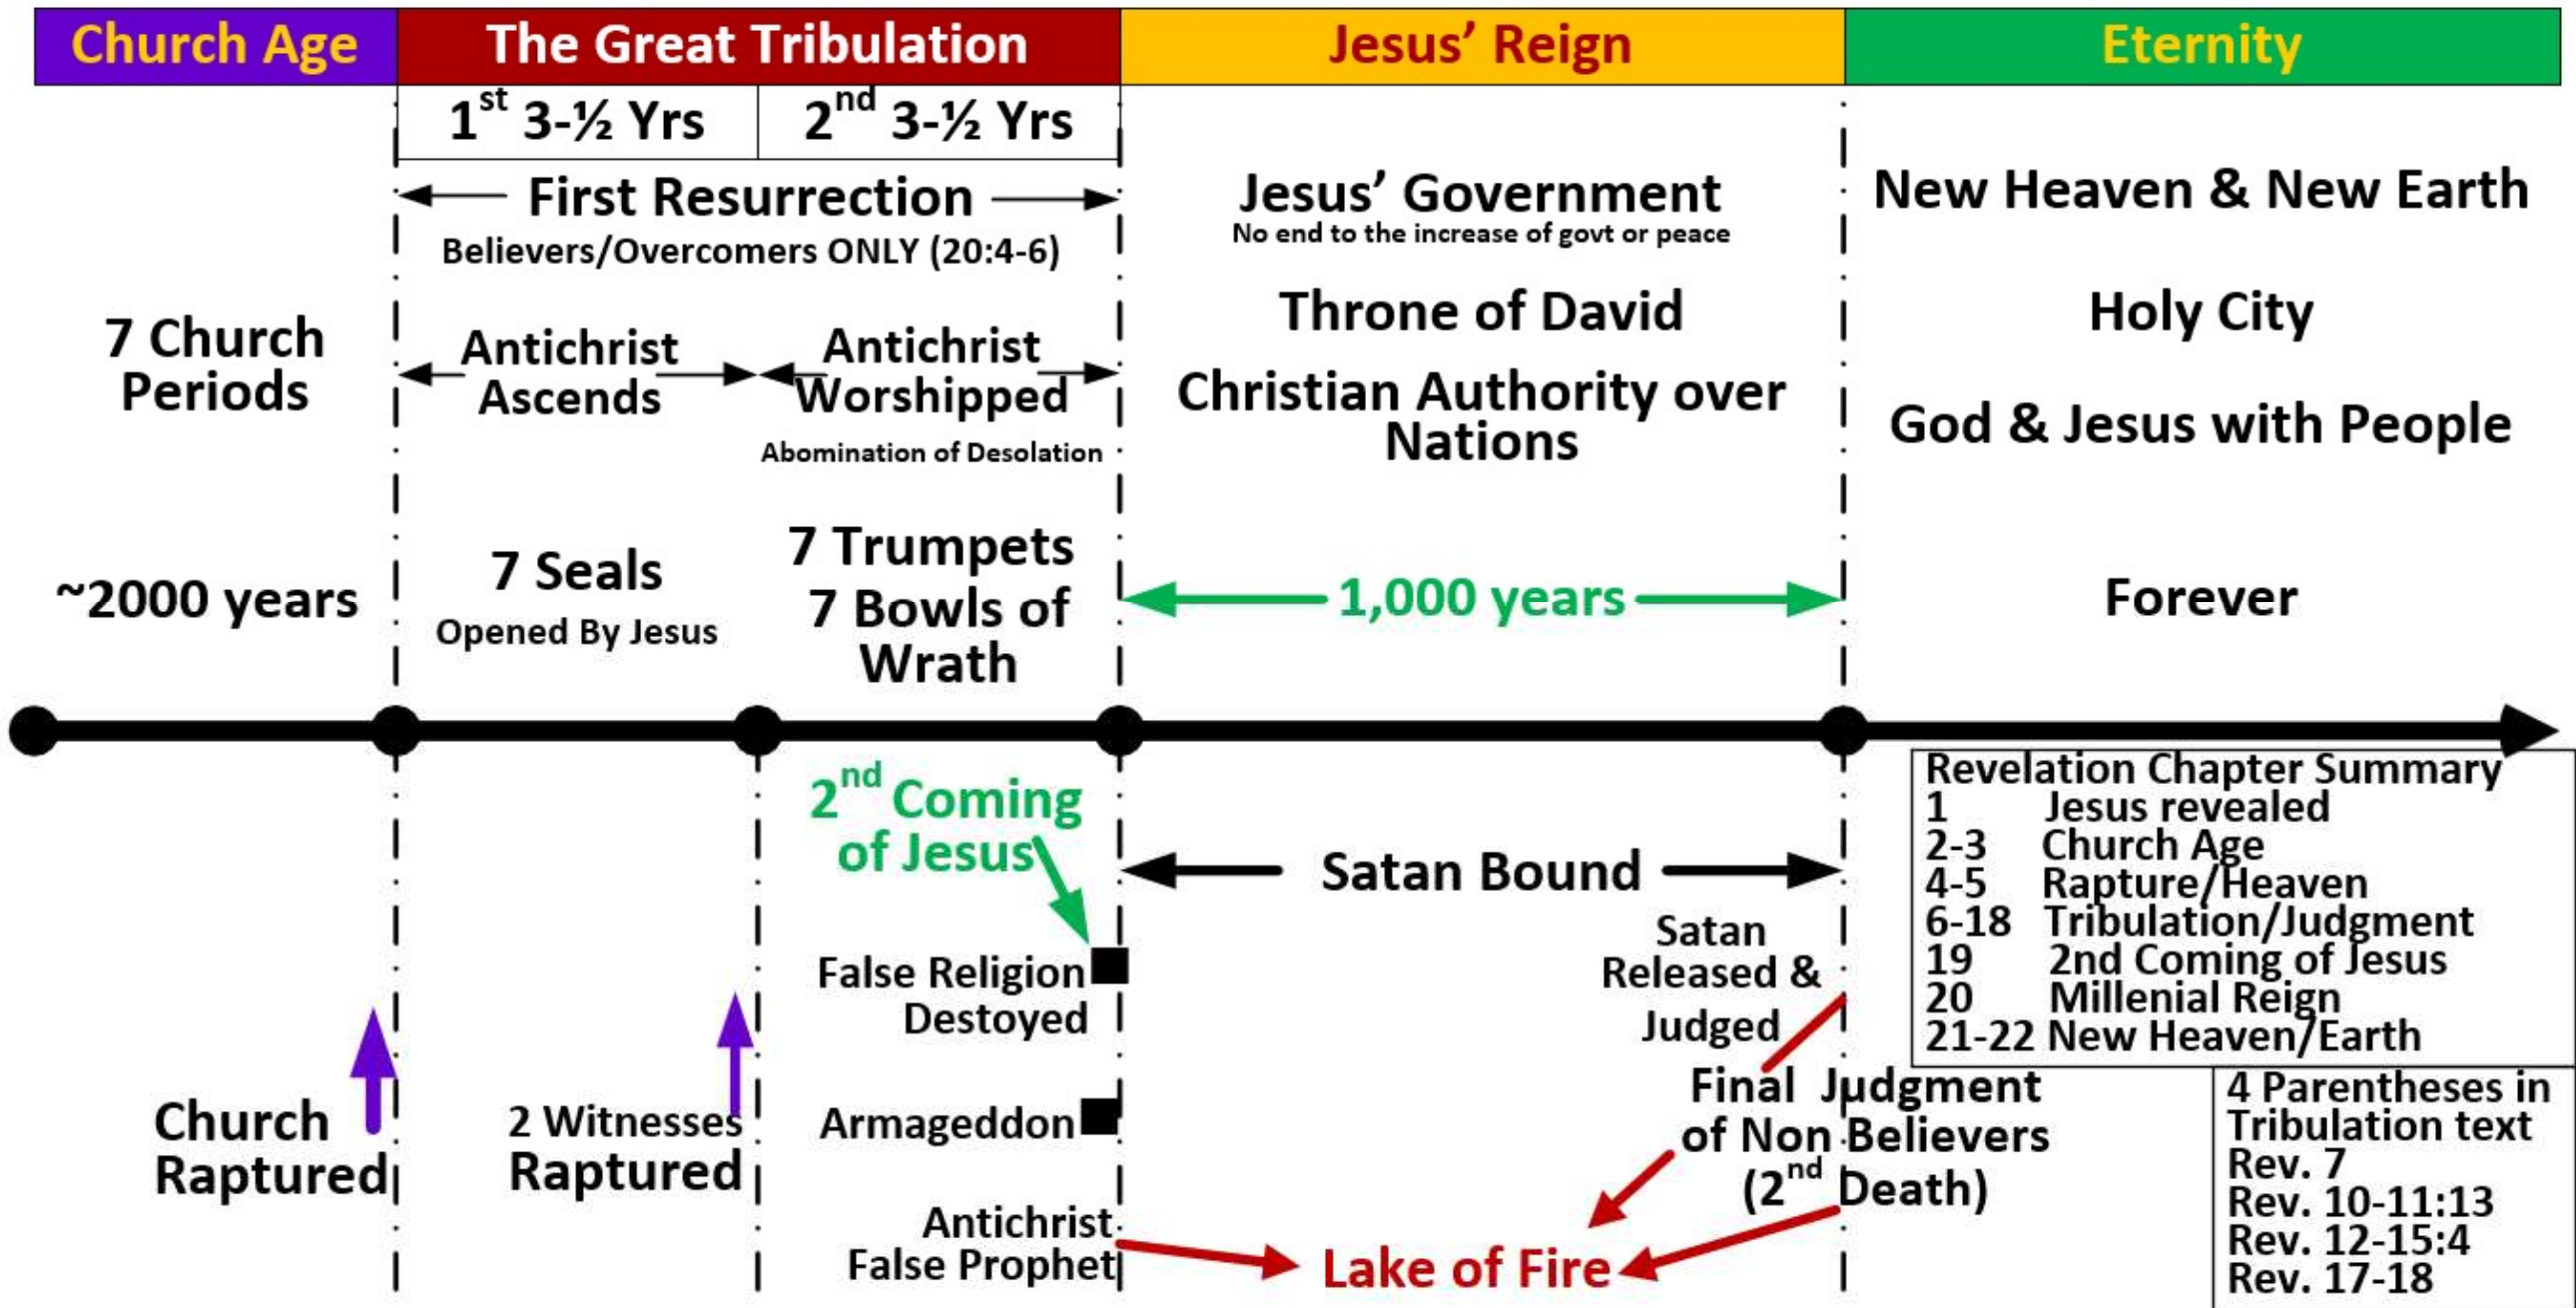 Church Age
The Great Tribulation
Jesus’ Reign
Eternity
1st 3-½ Yrs
2nd 3-½ Yrs
First Resurrection
Believers/Overcomers ONLY (20:4-6)
7 Church
Periods
Antichrist
Ascends
Antichrist
Worshipped
Abomination of Desolation
~2000 years
7 Seals
Opened By Jesus
7 Trumpets
7 Bowls of
Wrath
Jesus’ Government
No end to the increase of govt or peace
Throne of David
Christian Authority over
Nations
1,000 years
New Heaven & New Earth
Holy City
God & Jesus with People
Forever
Church
Raptured
2 Witnesses
Raptured
2nd Coming
of Jesus
False Religion
Destoyed
Armageddon
Antichrist
False Prophet
Satan Bound
Satan
Released &
Judged
Final Judgment
of Non Believers
(2nd Death)
Lake of Fire
Revelation Chapter Summary
1 Jesus revealed
2-3 Church Age
4-5 Rapture/Heaven
6-18 Tribulation/Judgment
19 2nd Coming of Jesus
20 Millenial Reign
21-22 New Heaven/Earth
4 Parentheses in
Tribulation text
Rev. 7
Rev. 10-11:13
Rev. 12-15:4
Rev. 17-18